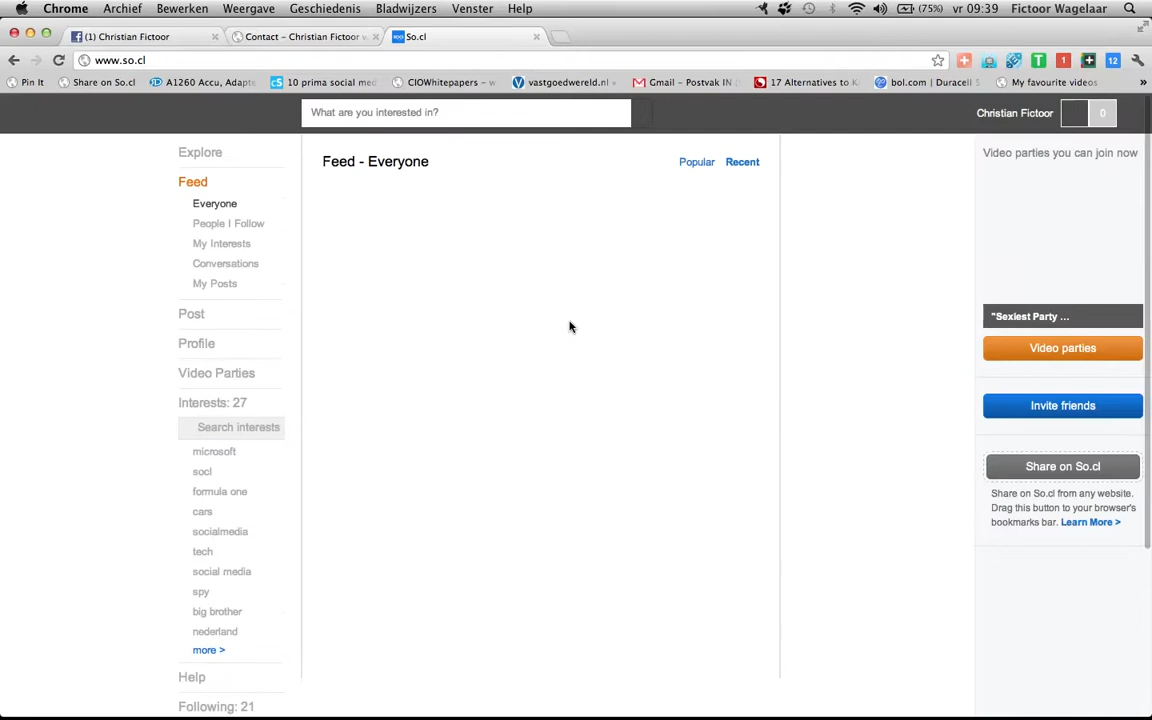 Chrome Archief Bewerken Weergave Geschiedenis Bladwijzers Venster Help (75%) vr 09:39 Fictoor Wagelaar
(1) Christian Fictoor
Contact – Christian Fictoor
So.cl
www.so.cl
T 1 12
Pin It
Share on So.cl
A1260 Accu, Adapte
10 prima social med
CIOWhitepapers –
vastgoedwereld.nl
Gmail – Postvak IN
17 Alternatives to
bol.com | Duracell
My favourite videos
»
What are you interested in?
Christian Fictoor 0
Explore
Feed
Everyone
People I Follow
My Interests
Conversations
My Posts
Post
Profile
Video Parties
Interests: 27
Search interests
microsoft
socl
formula one
cars
socialmedia
tech
social media
spy
big brother
nederland
more >
Help
Following: 21
Feed - Everyone
Popular Recent
Video parties you can join now
"Sexiest Party ...
Video parties
Invite friends
Share on So.cl
Share on So.cl from any website.
Drag this button to your browser's
bookmarks bar. Learn More >